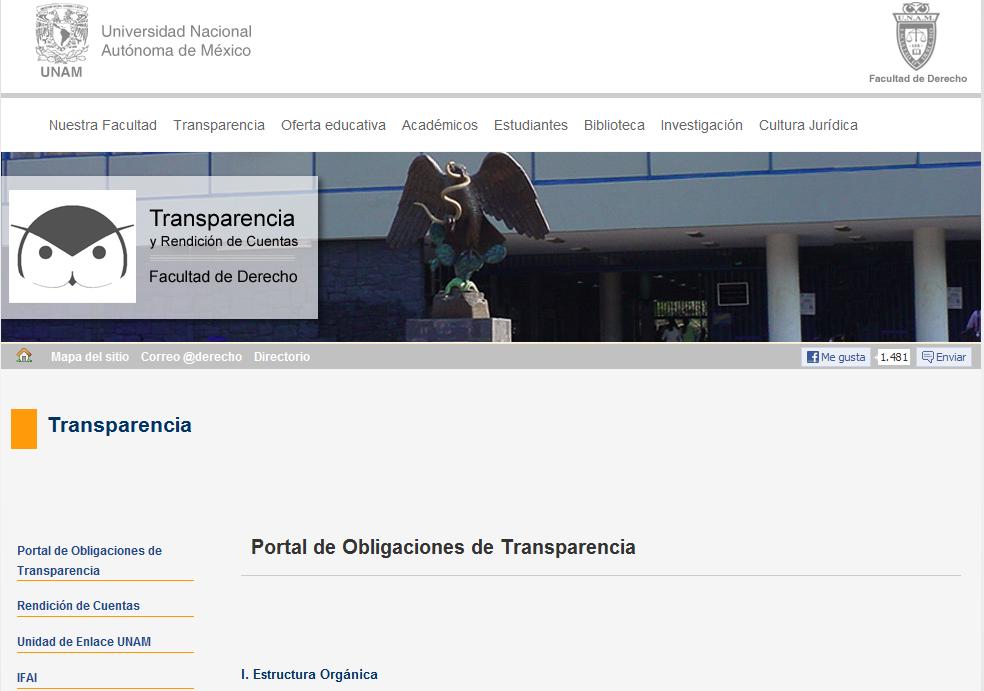 Universidad Nacional
Autónoma de México
UNAM
U.N.A.M.
Facultad de Derecho
Nuestra Facultad Transparencia Oferta educativa Académicos Estudiantes Biblioteca Investigación Cultura Jurídica
Transparencia
y Rendición de Cuentas
Facultad de Derecho
Mapa del sitio Correo @derecho Directorio
Me gusta 1.481 Enviar
Transparencia
Portal de Obligaciones de
Transparencia
Rendición de Cuentas
Unidad de Enlace UNAM
IFAI
Portal de Obligaciones de Transparencia
I. Estructura Orgánica